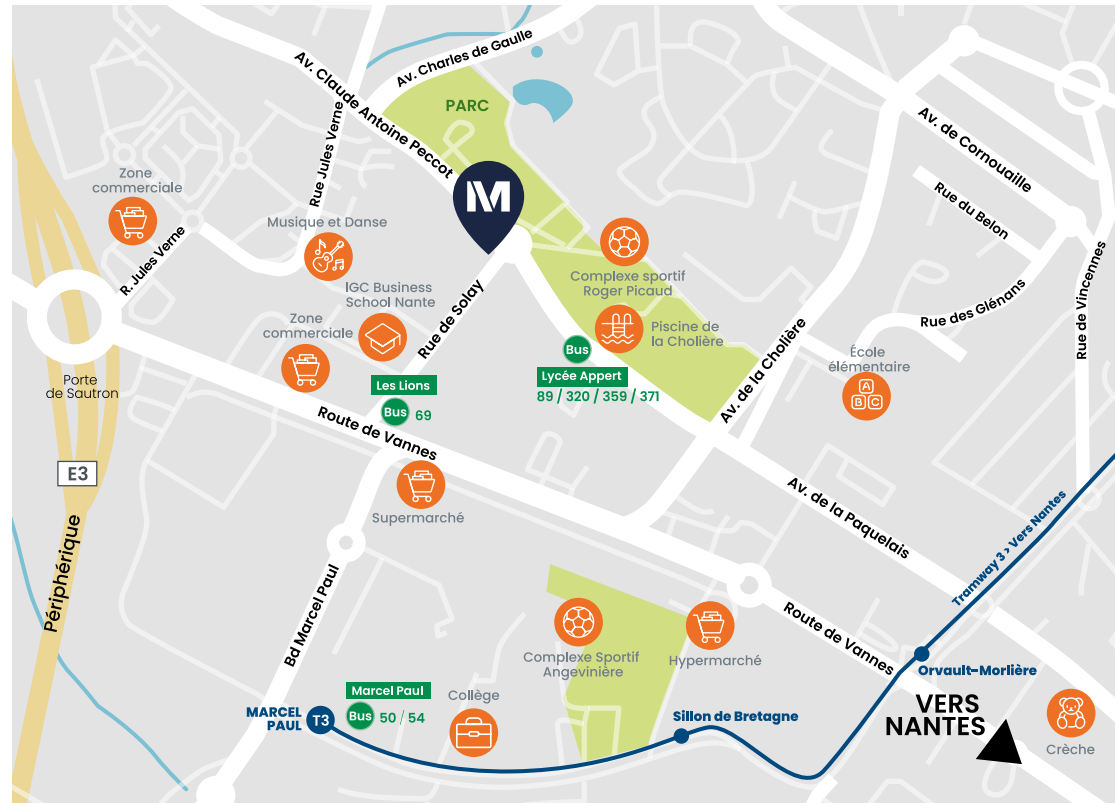 Av. Charles de Gaulle
Av. Claude Antoine Peccot
PARC
Av. de Cornouaille
Rue Jules Verne
Zone
commerciale
M
Rue du Belon
Musique et Danse
R. Jules Verne
IGC Business
School Nante
Rue de Solay
Complexe sportif
Roger Picaud
Rue des Glénans
Rue de Vincennes
Zone
commerciale
Piscine de
la Cholière
Av. de la Cholière
École
élémentaire
A
B C
Porte
de Sautron
Bus
Lycée Appert
89 / 320 / 359 / 371
Les Lions
Bus 69
Route de Vannes
E3
Supermarché
Av. de la Paquelais
Tramway 3 > Vers Nantes
Périphérique
Bd Marcel Paul
Route de Vannes
Complexe Sportif
Angevinière
Hypermarché
Orvault-Morlière
Marcel Paul
Bus 50 / 54
MARCEL
PAUL
T3
Collège
Sillon de Bretagne
VERS
NANTES
Crèche